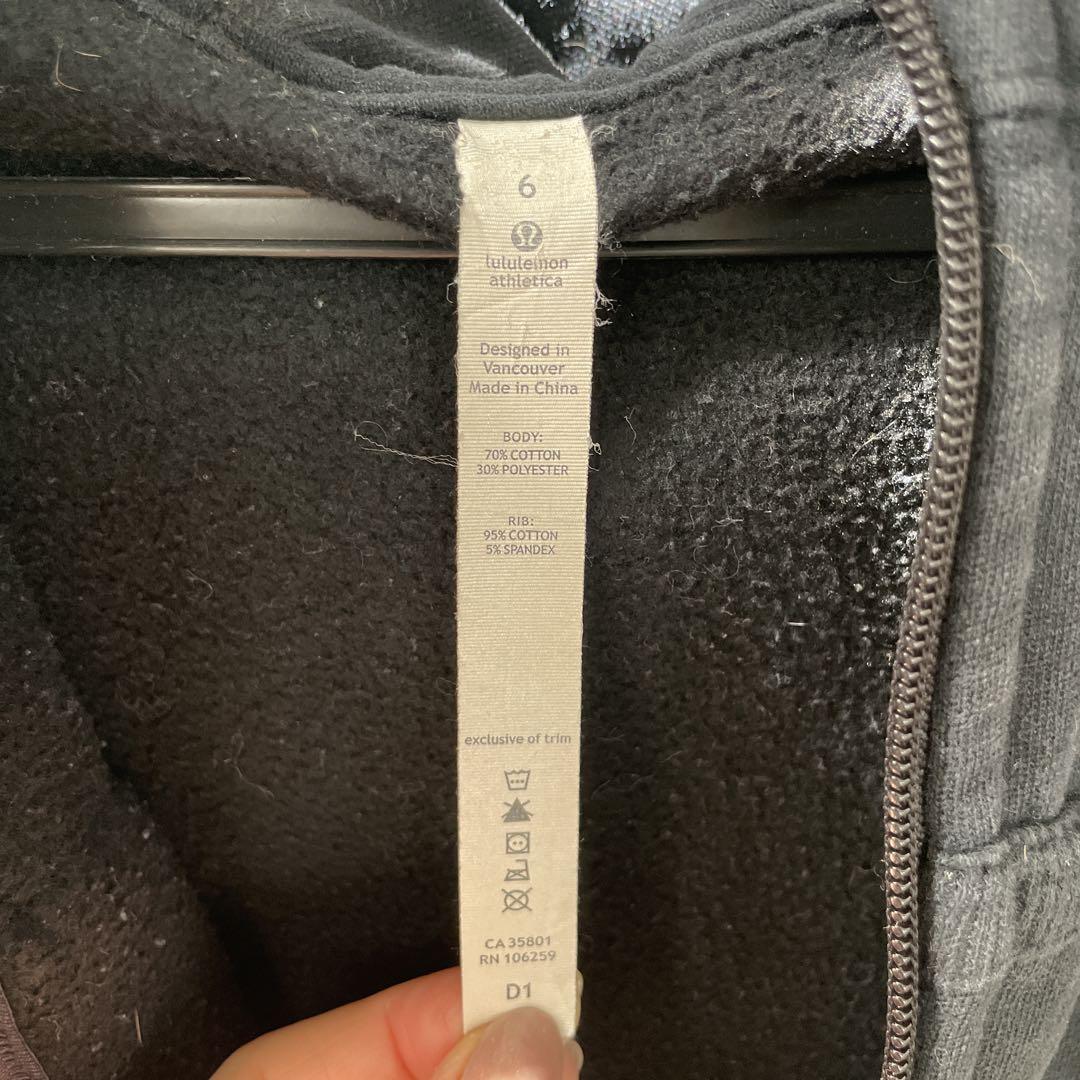 6
lululemon
athletica
Designed in
Vancouver
Made in China
BODY:
70% COTTON
30% POLYESTER
RIB:
95% COTTON
5% SPANDEX
exclusive of trim
CA 35801
RN 106259
D1